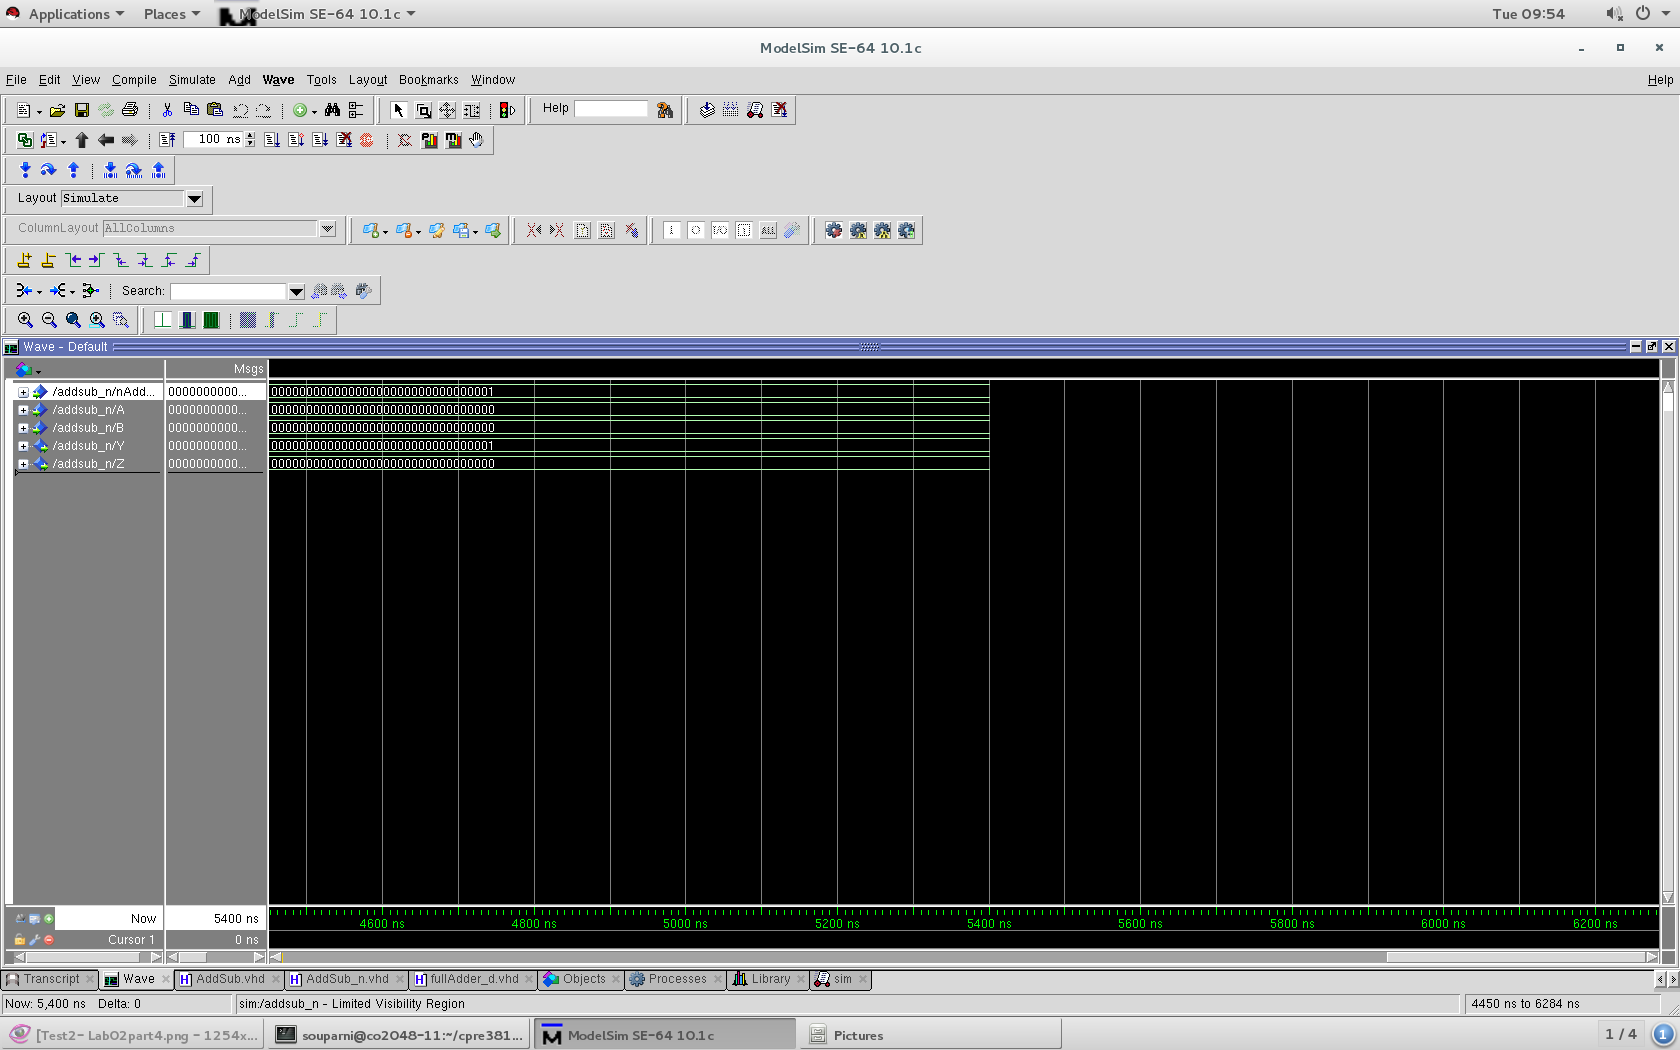 Applications Places ModelSim SE-64 10.1c Tue 09:54
ModelSim SE-64 10.1c
File Edit View Compile Simulate Add Wave Tools Layout Bookmarks Window Help
Help
100 ns
Layout Simulate
ColumnLayout AllColumns
Search:
Wave - Default
Msgs
/addsub_n/nAdd... 0000000000... 00000000000000000000000000000001
/addsub_n/A 0000000000... 00000000000000000000000000000000
/addsub_n/B 0000000000... 00000000000000000000000000000000
/addsub_n/Y 0000000000... 00000000000000000000000000000001
/addsub_n/Z 0000000000... 00000000000000000000000000000000
Now 5400 ns 4600 ns 4800 ns 5000 ns 5200 ns 5400 ns 5600 ns 5800 ns 6000 ns 6200 ns
Cursor 1 0 ns
Transcript Wave AddSub.vhd AddSub_n.vhd fullAdder_d.vhd Objects Processes Library sim
Now: 5,400 ns Delta: 0 sim:/addsub_n - Limited Visibility Region 4450 ns to 6284 ns
[Test2- Lab02part4.png - 1254x... souparni@co2048-11:~/cpre381... ModelSim SE-64 10.1c Pictures 1 / 4 1